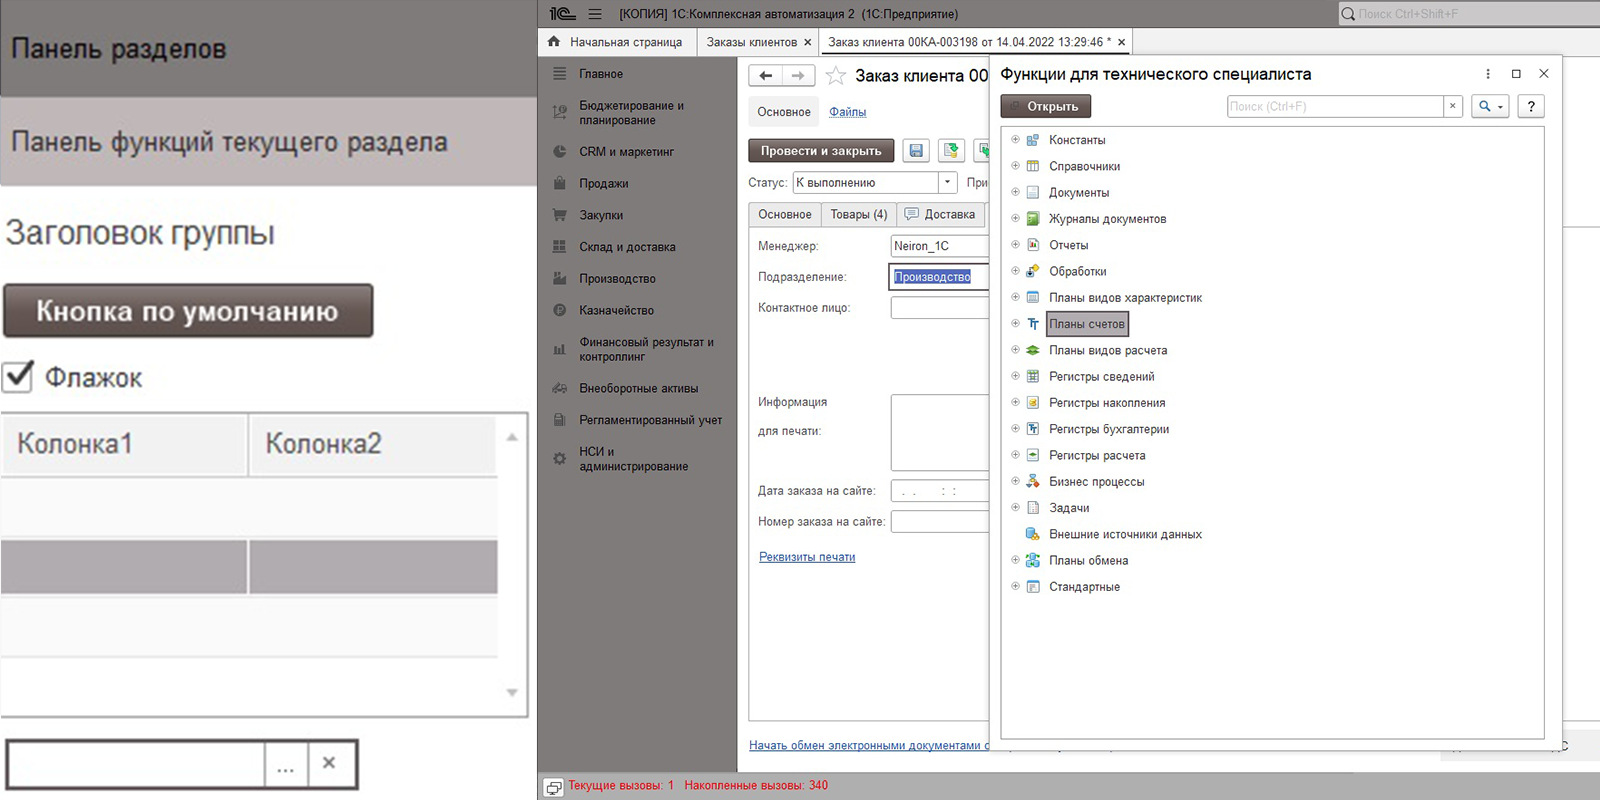 Панель разделов
Панель функций текущего раздела
Заголовок группы
Кнопка по умолчанию
Флажок
Колонка1 Колонка2
...
[КОПИЯ] 1С:Комплексная автоматизация 2 (1С:Предприятие)
Поиск Ctrl+Shift+F
Начальная страница
Заказы клиентов
Заказ клиента 00КА-003198 от 14.04.2022 13:29:46 *
Главное
Бюджетирование и
планирование
CRM и маркетинг
Продажи
Закупки
Склад и доставка
Производство
Казначейство
Финансовый результат и
контроллинг
Внеоборотные активы
Регламентированный учет
НСИ и
администрирование
Заказ клиента 00
Основное Файлы
Провести и закрыть
Статус: К выполнению При
Основное Товары (4) Доставка
Менеджер: Neiron_1C
Подразделение: Производство
Контактное лицо:
Информация
для печати:
Дата заказа на сайте: . . : :
Номер заказа на сайте:
Реквизиты печати
Начать обмен электронными документами с
Функции для технического специалиста
Открыть Поиск (Ctrl+F) ?
Константы
Справочники
Документы
Журналы документов
Отчеты
Обработки
Планы видов характеристик
Планы счетов
Планы видов расчета
Регистры сведений
Регистры накопления
Регистры бухгалтерии
Регистры расчета
Бизнес процессы
Задачи
Внешние источники данных
Планы обмена
Стандартные
Текущие вызовы: 1 Накопленные вызовы: 340